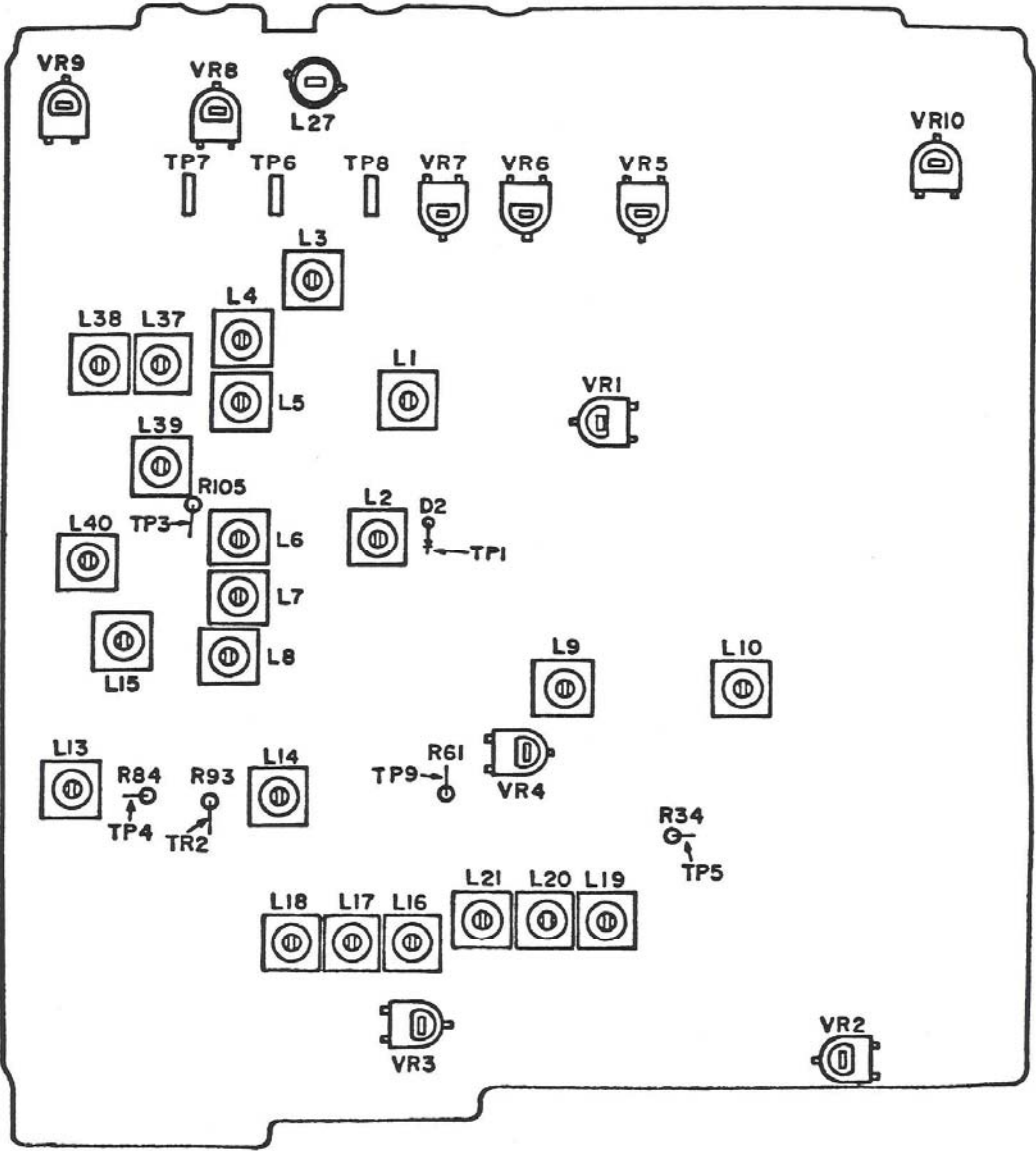 VR9
VR8
L27
VR10
TP7 TP6 TP8 VR7 VR6 VR5
L3
L4
L38 L37
L1
VR1
L5
L39
R105
L2
D2
TP3
L40
L6
TP1
L7
L8
L9
L10
L15
L13
R84
R93
L14
R61
TP9
VR4
TP4
TR2
R34
TP5
L21 L20 L19
L18 L17 L16
VR2
VR3